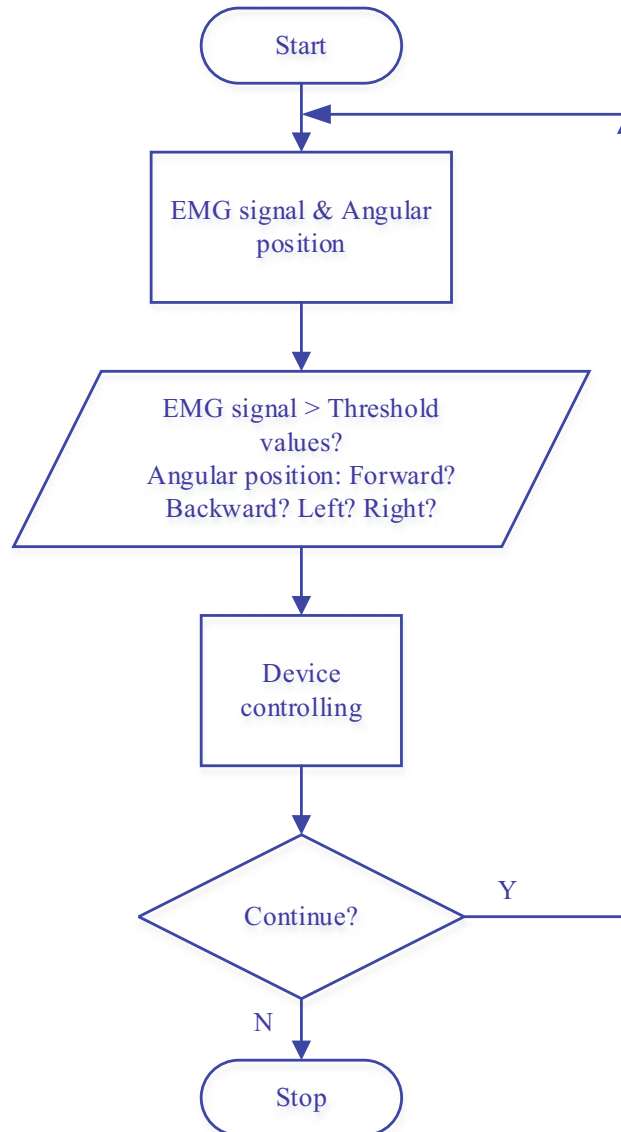 Start
EMG signal & Angular
position
EMG signal > Threshold
values?
Angular position: Forward?
Backward? Left? Right?
Device
controlling
Continue?
Y
N
Stop